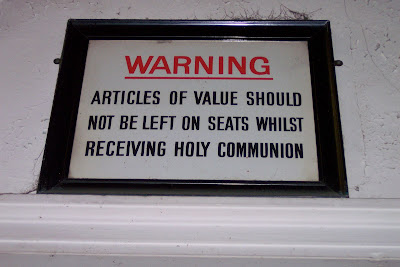 WARNING
ARTICLES OF VALUE SHOULD
NOT BE LEFT ON SEATS WHILST
RECEIVING HOLY COMMUNION